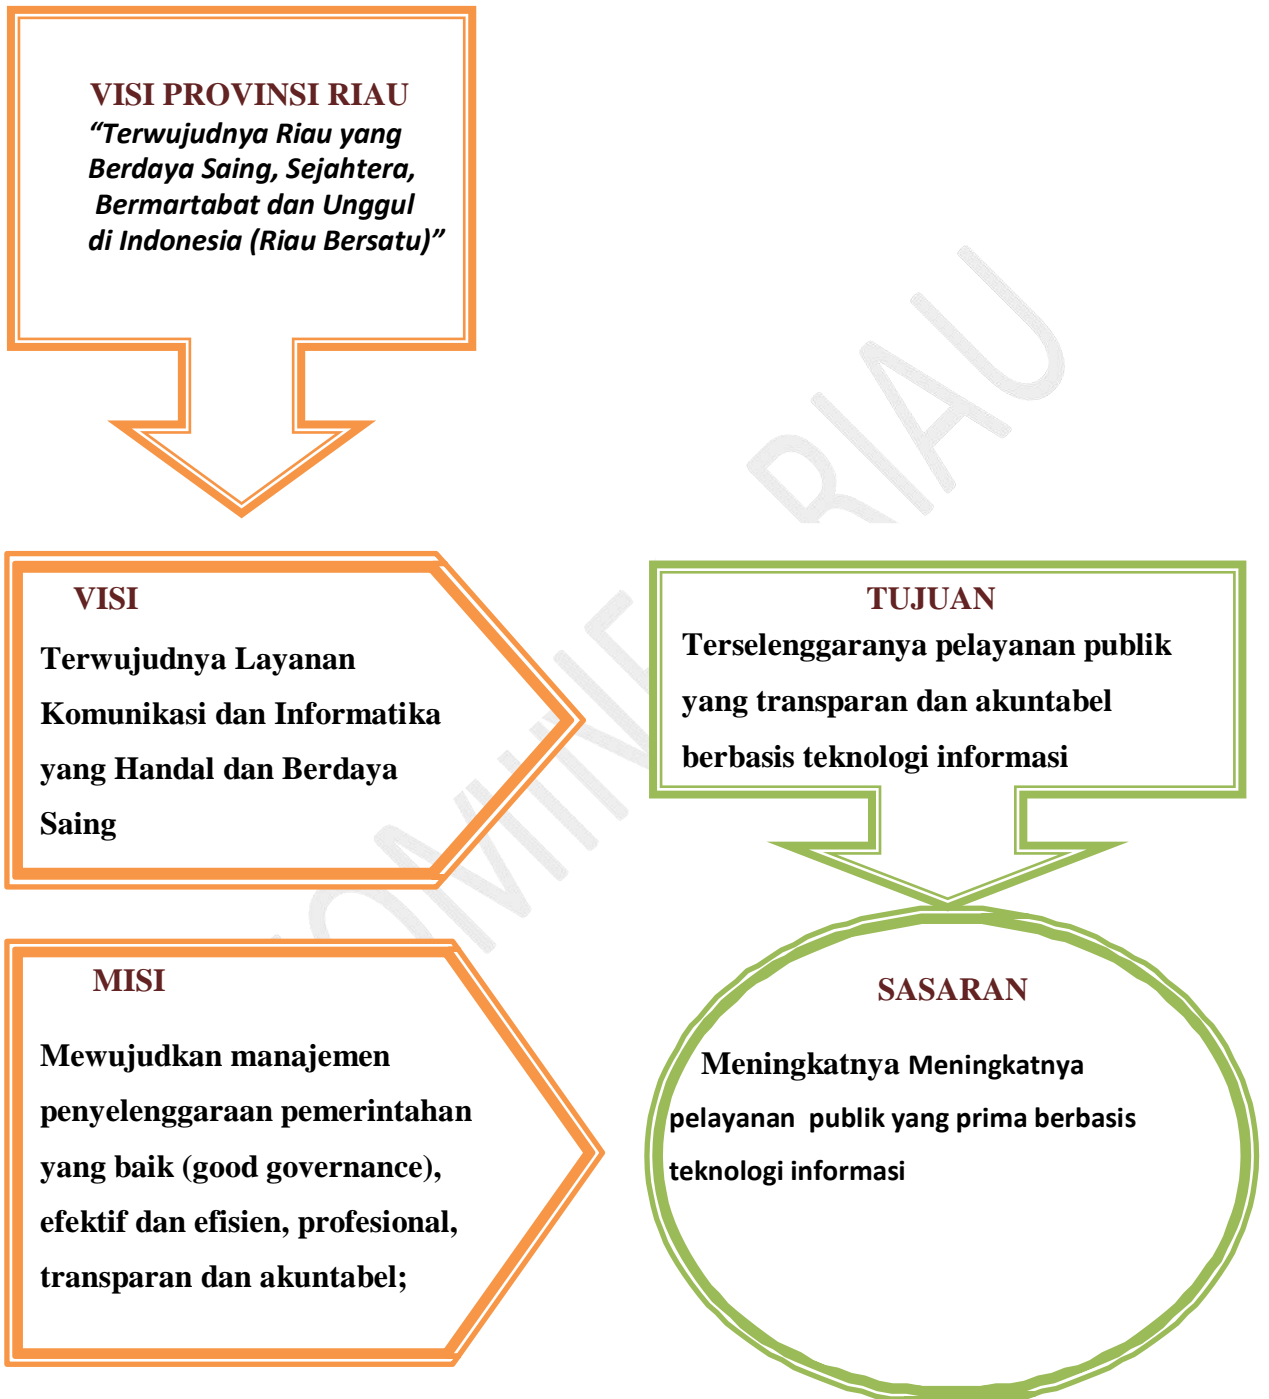 VISI PROVINSI RIAU
“Terwujudnya Riau yang
Berdaya Saing, Sejahtera,
Bermartabat dan Unggul
di Indonesia (Riau Bersatu)”
VISI
Terwujudnya Layanan
Komunikasi dan Informatika
yang Handal dan Berdaya
Saing
TUJUAN
Terselenggaranya pelayanan publik
yang transparan dan akuntabel
berbasis teknologi informasi
MISI
Mewujudkan manajemen
penyelenggaraan pemerintahan
yang baik (good governance),
efektif dan efisien, profesional,
transparan dan akuntabel;
SASARAN
Meningkatnya Meningkatnya
pelayanan publik yang prima berbasis
teknologi informasi
RIAU